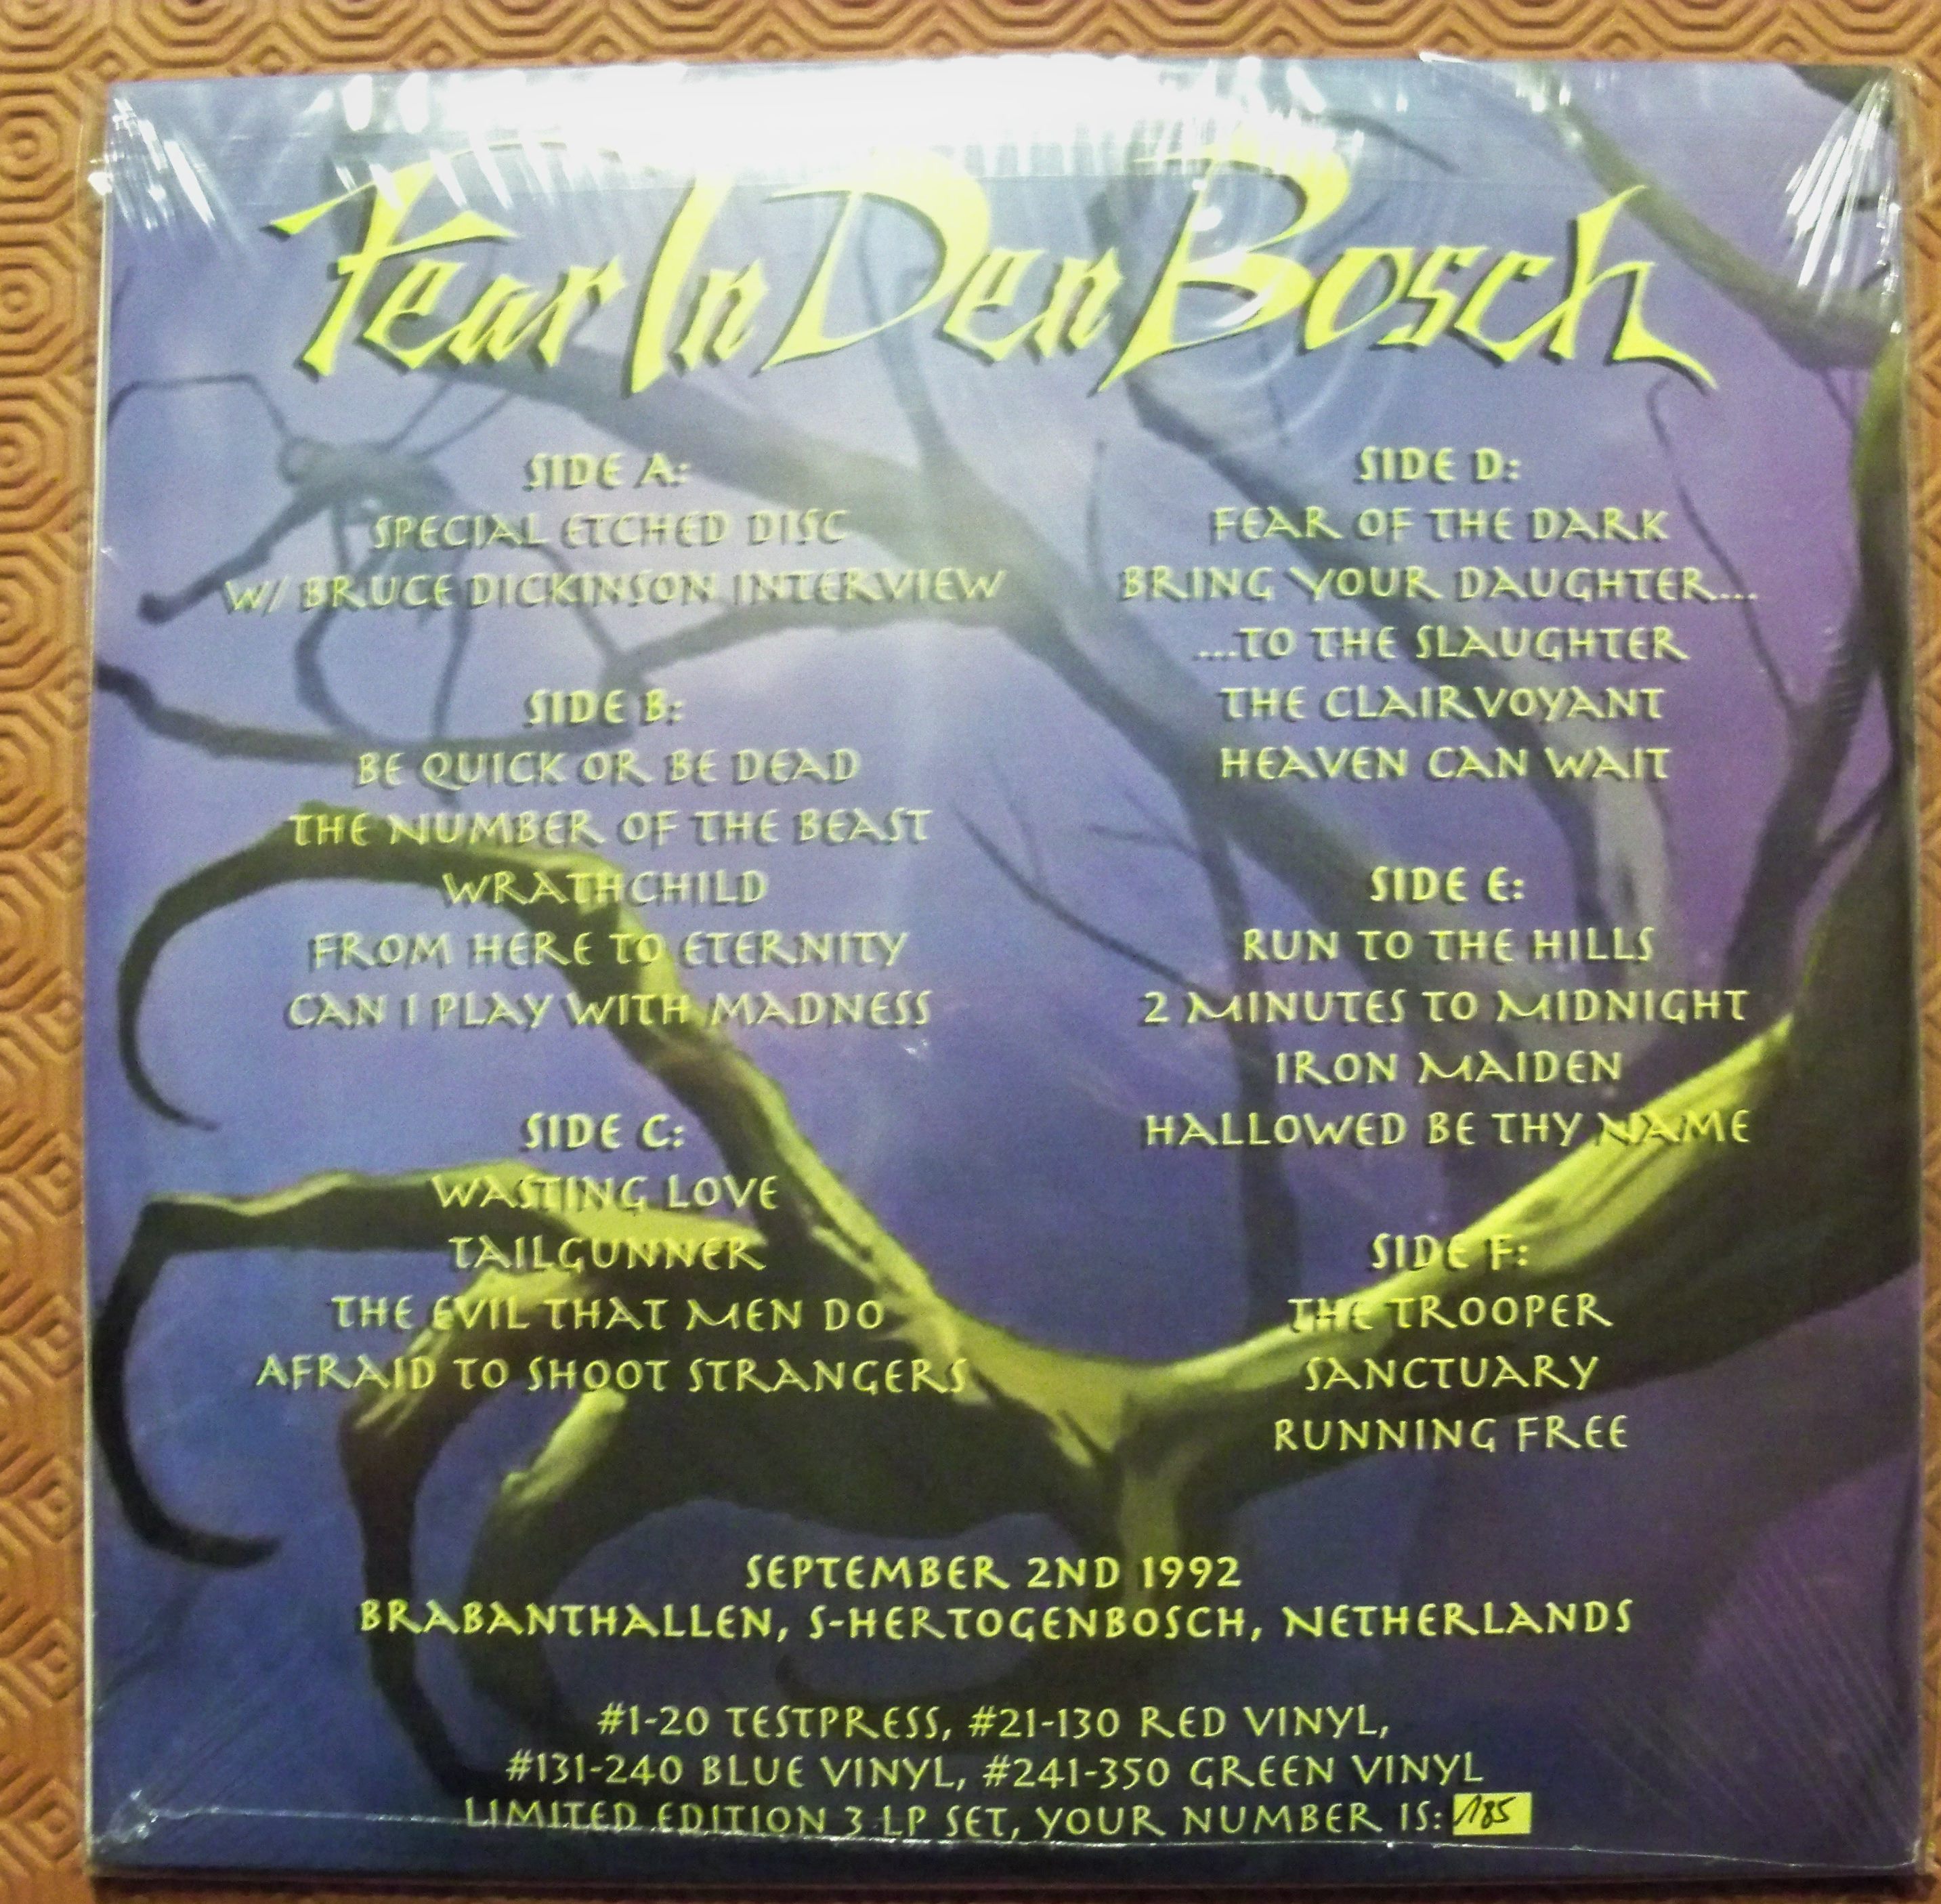 Fear In Den Bosch
SIDE A:
SPECIAL ETCHED DISC
W/ BRUCE DICKINSON INTERVIEW
SIDE B:
BE QUICK OR BE DEAD
THE NUMBER OF THE BEAST
WRATHCHILD
FROM HERE TO ETERNITY
CAN I PLAY WITH MADNESS
SIDE C:
WASTING LOVE
TAILGUNNER
THE EVIL THAT MEN DO
AFRAID TO SHOOT STRANGERS
SIDE D:
FEAR OF THE DARK
BRING YOUR DAUGHTER...
....TO THE SLAUGHTER
THE CLAIRVOYANT
HEAVEN CAN WAIT
SIDE E:
RUN TO THE HILLS
2 MINUTES TO MIDNIGHT
IRON MAIDEN
HALLOWED BE THY NAME
SIDE F:
THE TROOPER
SANCTUARY
RUNNING FREE
SEPTEMBER 2ND 1992
BRABANTHALLEN, S-HERTOGENBOSCH, NETHERLANDS
#1-20 TESTPRESS, #21-130 RED VINYL,
#131-240 BLUE VINYL, #241-350 GREEN VINYL
LIMITED EDITION 3 LP SET, YOUR NUMBER IS: 185